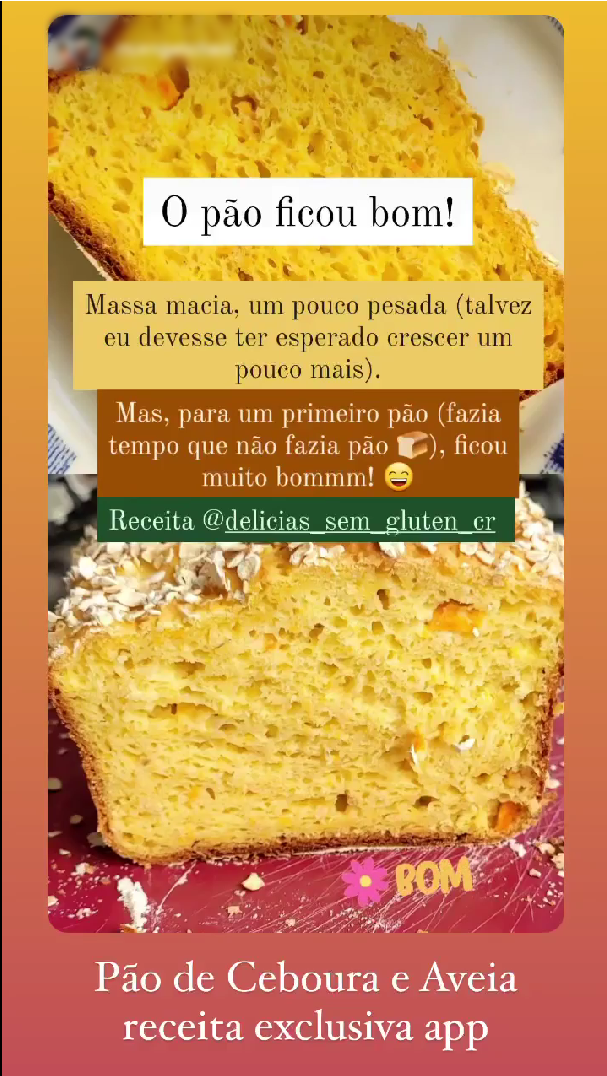 O pão ficou bom!
Massa macia, um pouco pesada (talvez
eu devesse ter esperado crescer um
pouco mais).
Mas, para um primeiro pão (fazia
tempo que não fazia pão 🍞), ficou
muito bommm! 😄
Receita @delicias_sem_gluten_cr
BOM
Pão de Ceboura e Aveia
receita exclusiva app